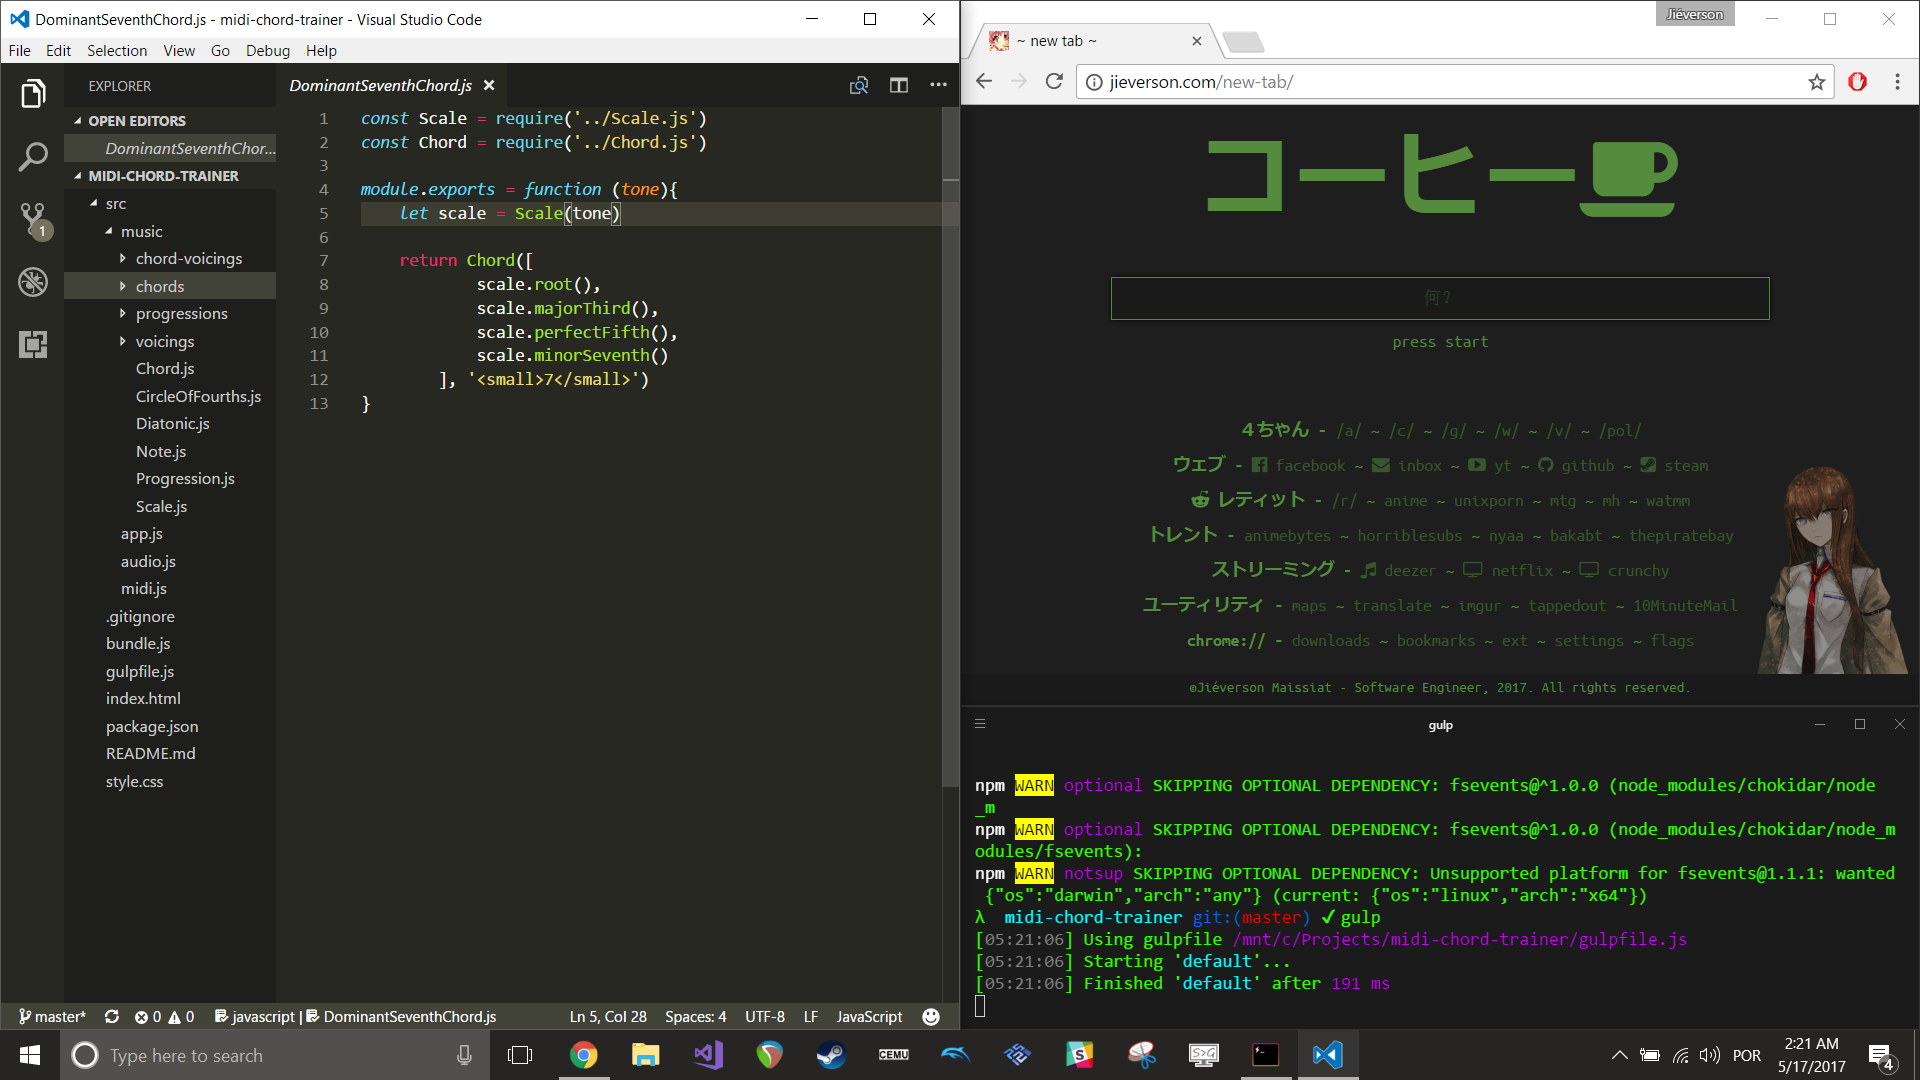 DominantSeventhChord.js - midi-chord-trainer - Visual Studio Code
File Edit Selection View Go Debug Help
EXPLORER
OPEN EDITORS
DominantSeventhChor...
MIDI-CHORD-TRAINER
src
music
chord-voicings
chords
progressions
voicings
Chord.js
CircleOfFourths.js
Diatonic.js
Note.js
Progression.js
Scale.js
app.js
audio.js
midi.js
.gitignore
bundle.js
gulpfile.js
index.html
package.json
README.md
style.css
1
DominantSeventhChord.js
1 const Scale = require('../Scale.js')
2 const Chord = require('../Chord.js')
3
4 module.exports = function (tone){
5 let scale = Scale(tone)
6
7 return Chord([
8 scale.root(),
9 scale.majorThird(),
10 scale.perfectFifth(),
11 scale.minorSeventh()
12 ], '<small>7</small>')
13 }
master* 0 0 javascript | DominantSeventhChord.js Ln 5, Col 28 Spaces: 4 UTF-8 LF JavaScript
Jiéverson
~ new tab ~
jieverson.com/new-tab/
コーヒー
何?
press start
4ちゃん - /a/ ~ /c/ ~ /g/ ~ /w/ ~ /v/ ~ /pol/
ウェブ - facebook ~ inbox ~ yt ~ github ~ steam
レディット - /r/ ~ anime ~ unixporn ~ mtg ~ mh ~ watmm
トレント - animebytes ~ horriblesubs ~ nyaa ~ bakabt ~ thepiratebay
ストリーミング - deezer ~ netflix ~ crunchy
ユーティリティ - maps ~ translate ~ imgur ~ tappedout ~ 10MinuteMail
chrome:// - downloads ~ bookmarks ~ ext ~ settings ~ flags
©Jiéverson Maissiat - Software Engineer, 2017. All rights reserved.
gulp
npm WARN optional SKIPPING OPTIONAL DEPENDENCY: fsevents@^1.0.0 (node_modules/chokidar/node
_m
npm WARN optional SKIPPING OPTIONAL DEPENDENCY: fsevents@^1.0.0 (node_modules/chokidar/node_m
odules/fsevents):
npm WARN notsup SKIPPING OPTIONAL DEPENDENCY: Unsupported platform for fsevents@1.1.1: wanted
{"os":"darwin","arch":"any"} (current: {"os":"linux","arch":"x64"})
λ midi-chord-trainer git:(master) ✓ gulp
[05:21:06] Using gulpfile /mnt/c/Projects/midi-chord-trainer/gulpfile.js
[05:21:06] Starting 'default'...
[05:21:06] Finished 'default' after 191 ms
Type here to search
CEMU
S>G
POR
2:21 AM
5/17/2017
4